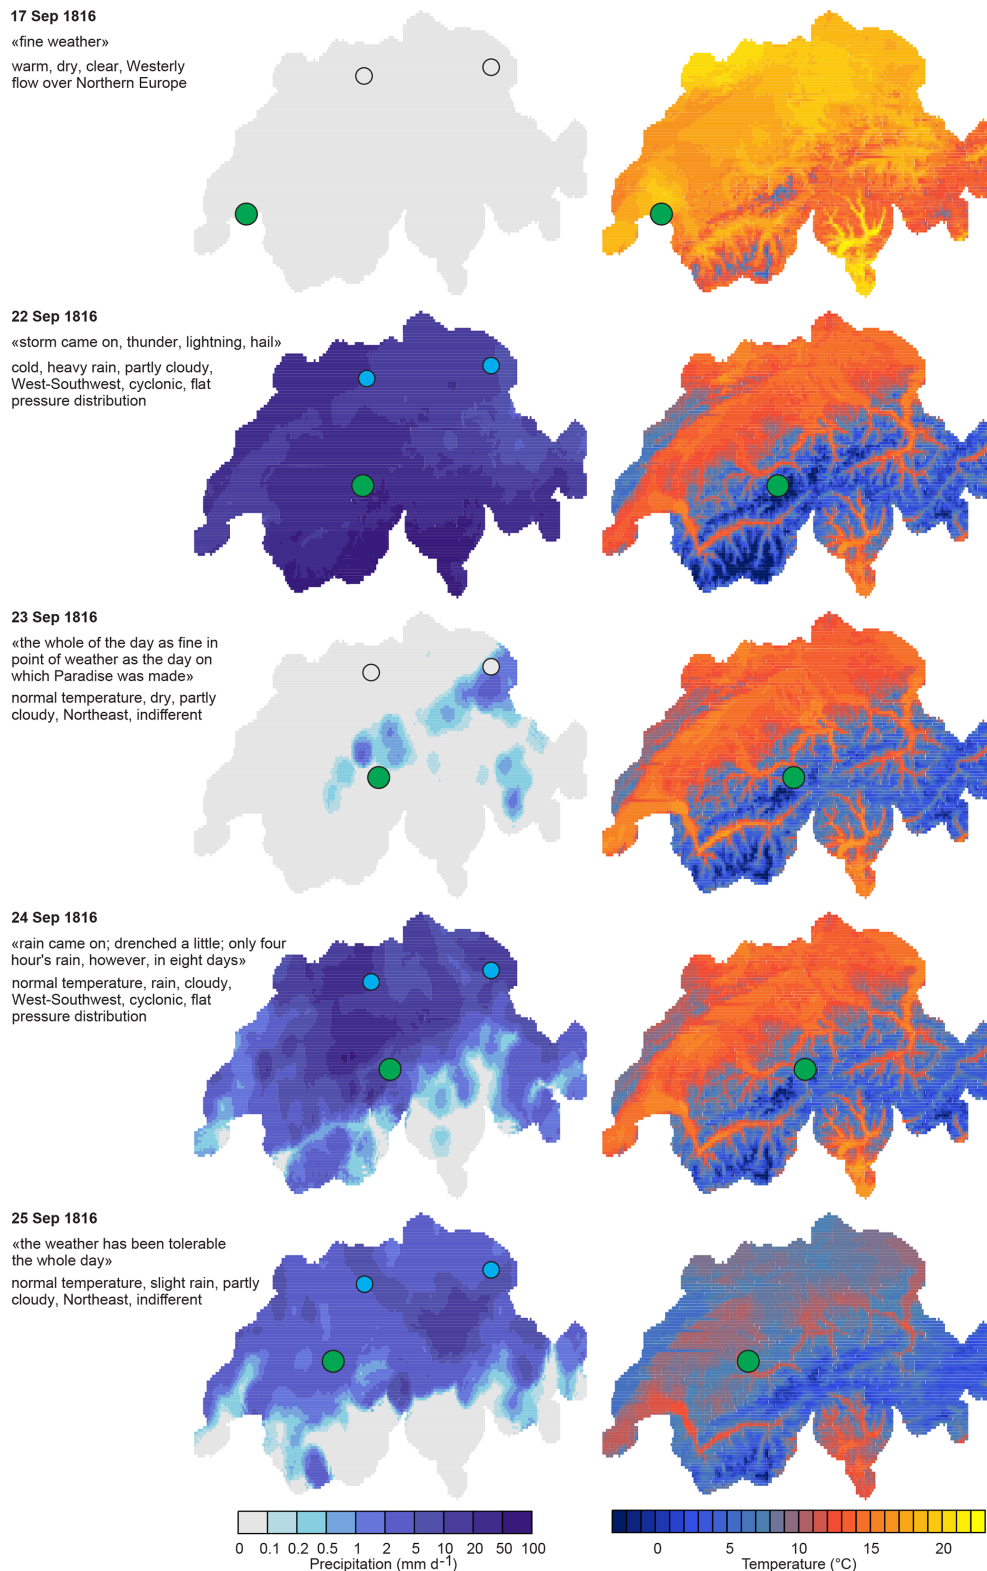 17 Sep 1816
«fine weather»
warm, dry, clear, Westerly
flow over Northern Europe
22 Sep 1816
«storm came on, thunder, lightning, hail»
cold, heavy rain, partly cloudy,
West-Southwest, cyclonic, flat
pressure distribution
23 Sep 1816
«the whole of the day as fine in
point of weather as the day on
which Paradise was made»
normal temperature, dry, partly
cloudy, Northeast, indifferent
24 Sep 1816
«rain came on; drenched a little; only four
hour's rain, however, in eight days»
normal temperature, rain, cloudy,
West-Southwest, cyclonic, flat
pressure distribution
25 Sep 1816
«the weather has been tolerable
the whole day»
normal temperature, slight rain, partly
cloudy, Northeast, indifferent
0 0.1 0.2 0.5 1 2 5 10 20 50 100
Precipitation (mm d-1)
0 5 10 15 20
Temperature (°C)